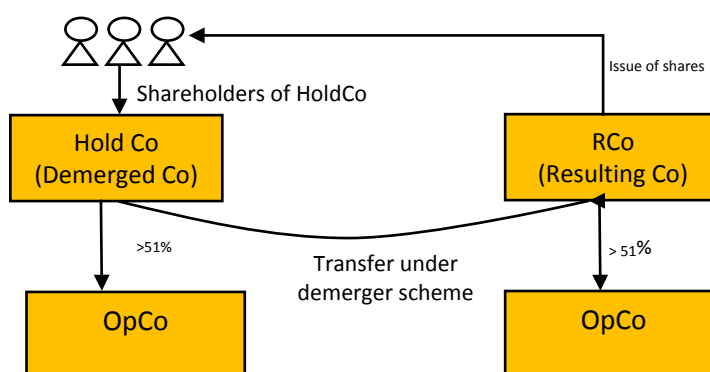 Issue of shares
Shareholders of HoldCo
Hold Co
(Demerged Co)
RCo
(Resulting Co)
>51%
> 51%
Transfer under
demerger scheme
OpCo
OpCo